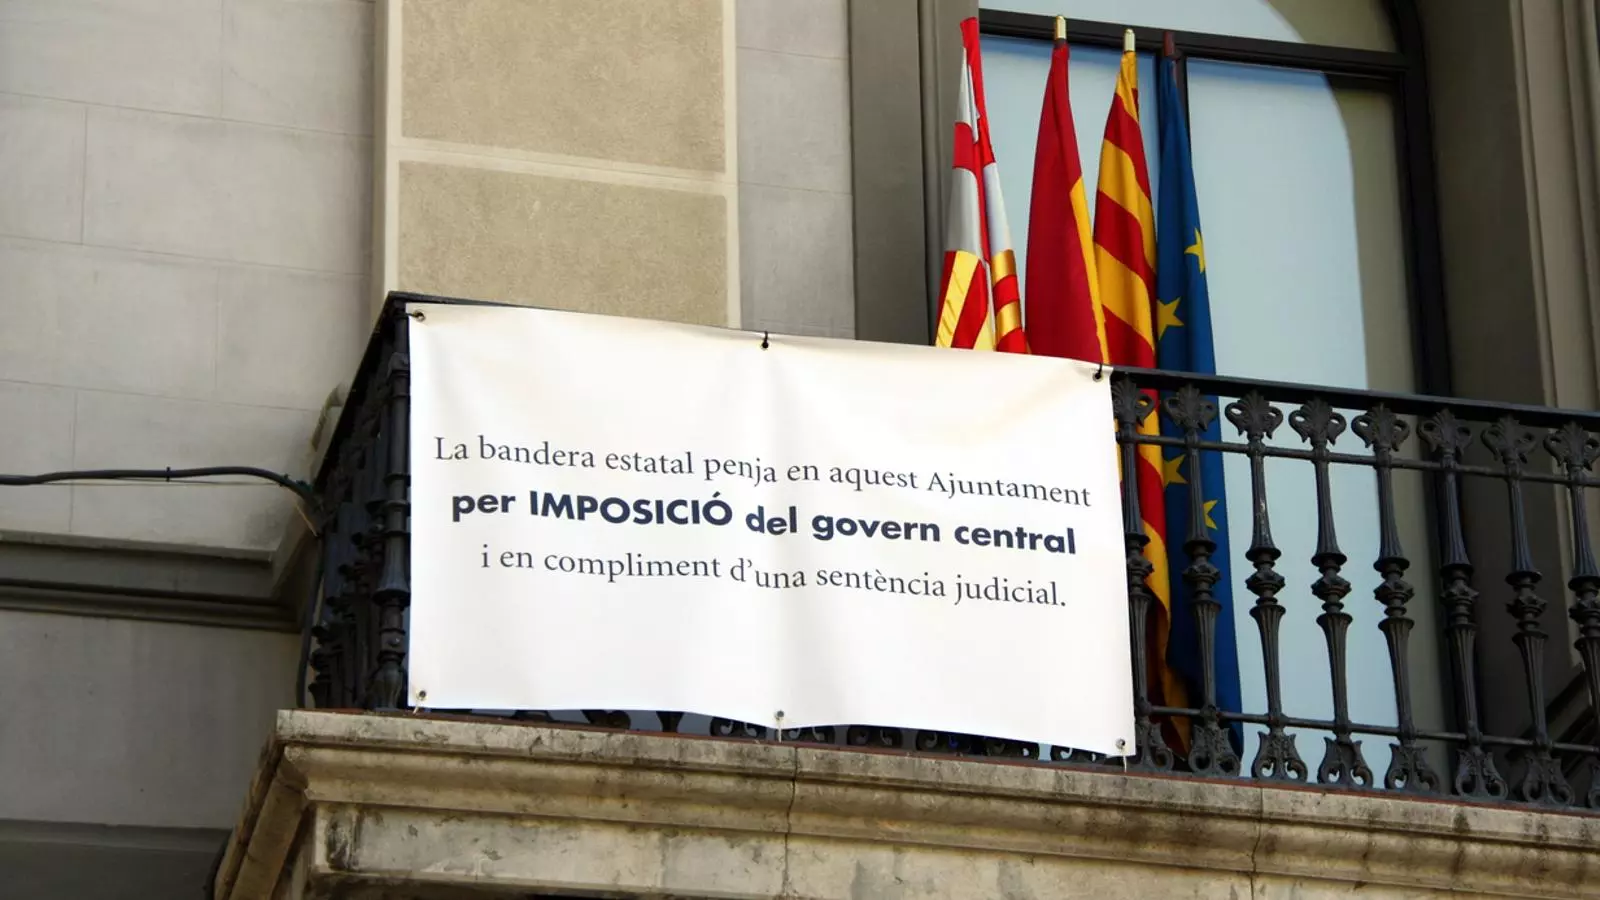 La bandera estatal penja en aquest Ajuntament
per IMPOSICIÓ del govern central
i en compliment d’una sentència judicial.